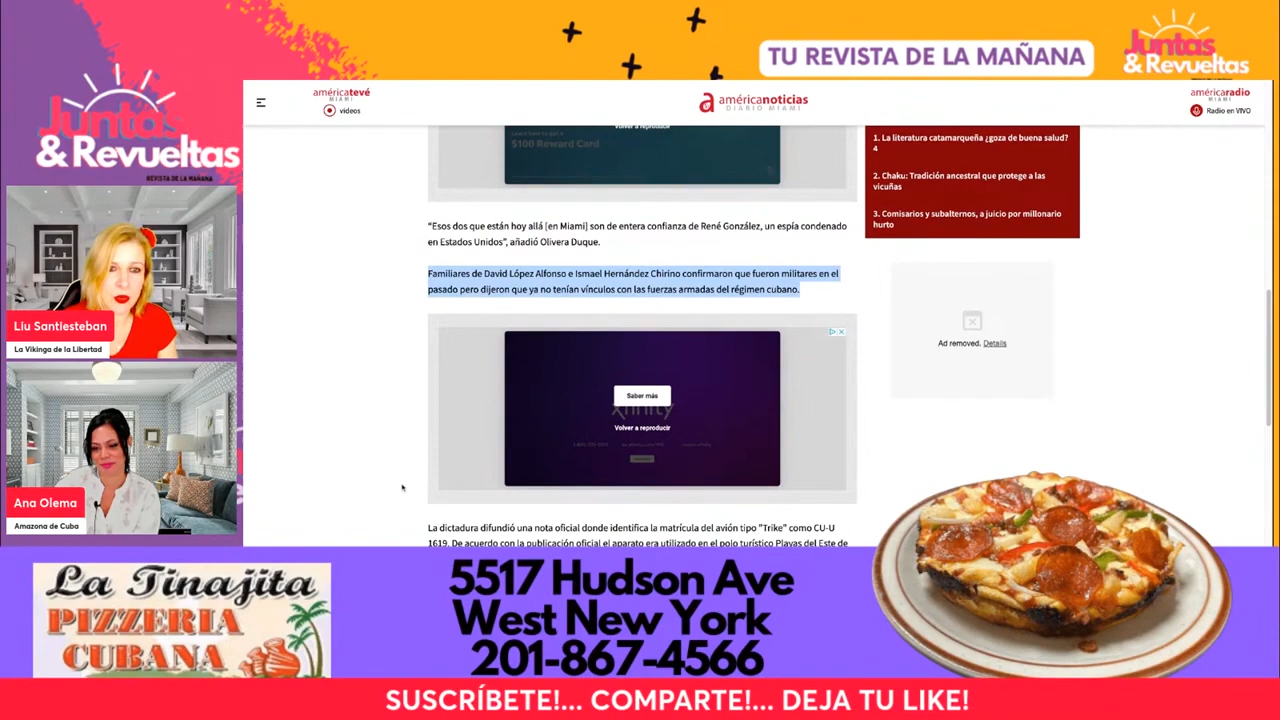 TU REVISTA DE LA MAÑANA
Juntas
& Revueltas
Juntas
& Revueltas
REVISTA DE LA MAÑANA
américatevé
MIAMI
videos
américanoticias
DIARIO MIAMI
américaradio
MIAMI
Radio en VIVO
Volver a reproducir
$100 Reward Card
1. La literatura catamarqueña ¿goza de buena salud?
4
2. Chaku: Tradición ancestral que protege a las
vicuñas
3. Comisarios y subalternos, a juicio por millonario
hurto
“Esos dos que están hoy allá [en Miami] son de entera confianza de René González, un espía condenado
en Estados Unidos”, añadió Olivera Duque.
Familiares de David López Alfonso e Ismael Hernández Chirino confirmaron que fueron militares en el
pasado pero dijeron que ya no tenían vínculos con las fuerzas armadas del régimen cubano.
Ad removed. Details
Saber más
xfinity
Volver a reproducir
La dictadura difundió una nota oficial donde identifica la matrícula del avión tipo "Trike" como CU-U
1619. De acuerdo con la publicación oficial el aparato era utilizado en el polo turístico Playas del Este de
Liu Santiesteban
La Vikinga de la Libertad
Ana Olema
Amazona de Cuba
La Tinajita
PIZZERIA
CUBANA
5517 Hudson Ave
West New York
201-867-4566
SUSCRÍBETE!... COMPARTE!... DEJA TU LIKE!